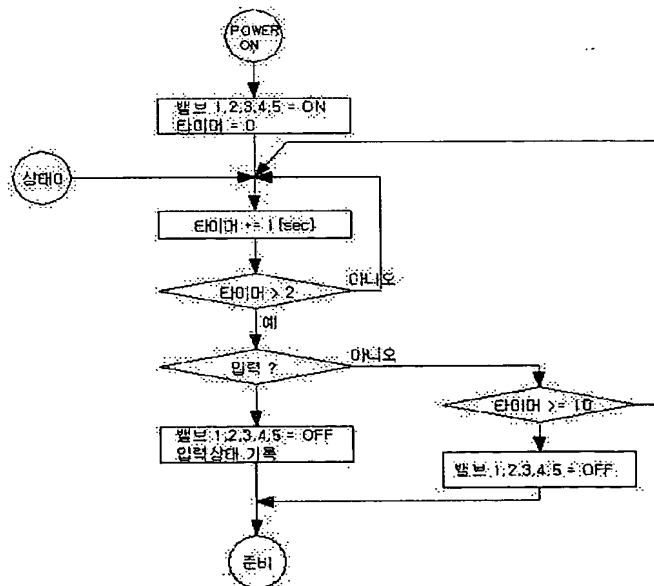 POWER
ON
밸브 1,2,3,4,5 = ON
타이머 = 0
상태0
타이머 += 1 [sec]
타이머 > 2
아니오
예
입력 ?
아니오
타이머 >= 10
밸브 1,2,3,4,5 = OFF
입력상태 기록
밸브 1,2,3,4,5 = OFF
준비